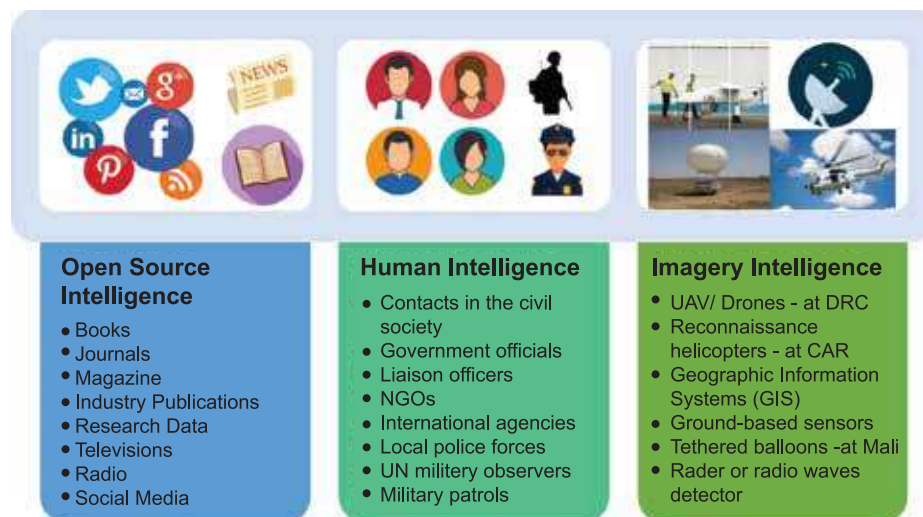 NEWS
g+
in
f
Open Source
Intelligence
• Books
• Journals
• Magazine
• Industry Publications
• Research Data
• Televisions
• Radio
• Social Media
Human Intelligence
• Contacts in the civil
society
• Government officials
• Liaison officers
• NGOs
• International agencies
• Local police forces
• UN militery observers
• Military patrols
Imagery Intelligence
• UAV/ Drones - at DRC
• Reconnaissance
helicopters - at CAR
• Geographic Information
Systems (GIS)
• Ground-based sensors
• Tethered balloons -at Mali
• Rader or radio waves
detector